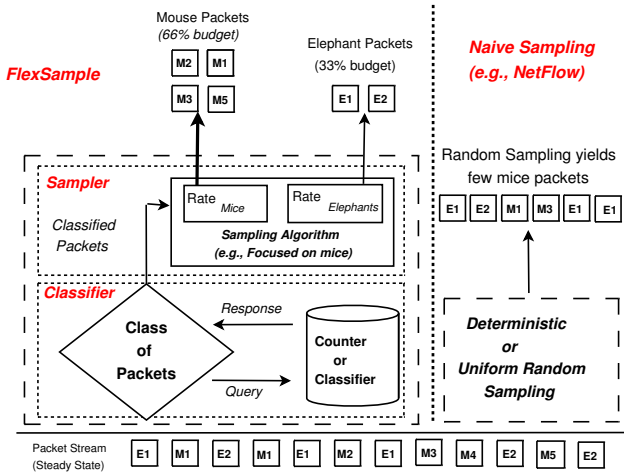 Mouse Packets
(66% budget)
M2 M1
M3 M5
Elephant Packets
(33% budget)
E1 E2
FlexSample
Naive Sampling
(e.g., NetFlow)
Sampler
Classified
Packets
Rate Mice
Rate Elephants
Sampling Algorithm
(e.g., Focused on mice)
Classifier
Class
of
Packets
Response
Query
Counter
or
Classifier
Random Sampling yields
few mice packets
E1 E2 M1 M3 E1 E1
Deterministic
or
Uniform Random
Sampling
Packet Stream
(Steady State)
E1 M1 E2 M1 E1 M2 E1 M3 M4 E2 M5 E2